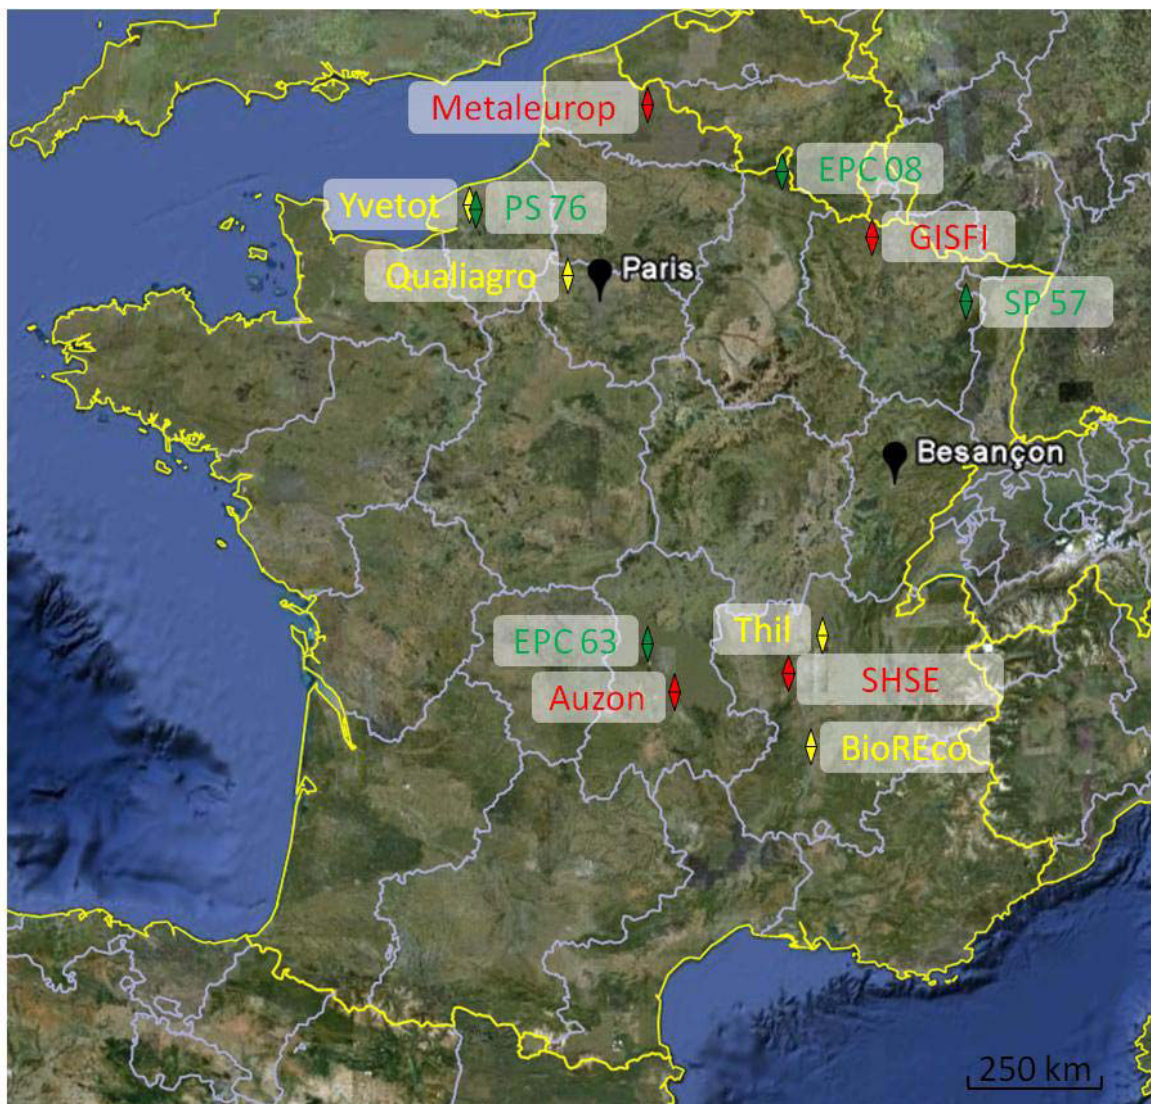 Metaleurop
EPC 08
Yvetot
PS 76
GISFI
Qualiagro
Paris
SP 57
Besançon
Thil
EPC 63
SHSE
Auzon
BioREco
250 km